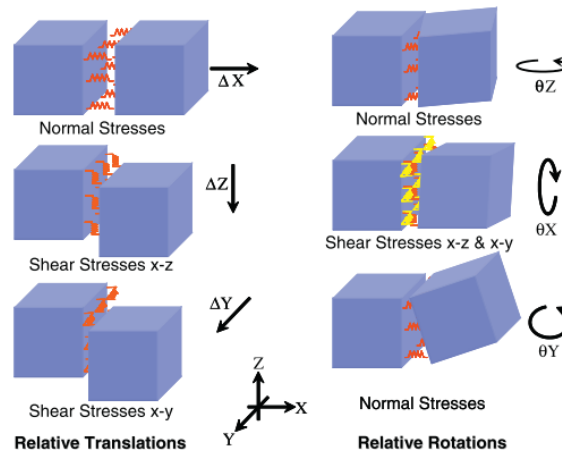 ΔX
θZ
Normal Stresses
Normal Stresses
ΔZ
θX
Shear Stresses x-z
Shear Stresses x-z & x-y
ΔY
θY
Z
X
Y
Shear Stresses x-y
Normal Stresses
Relative Translations
Relative Rotations